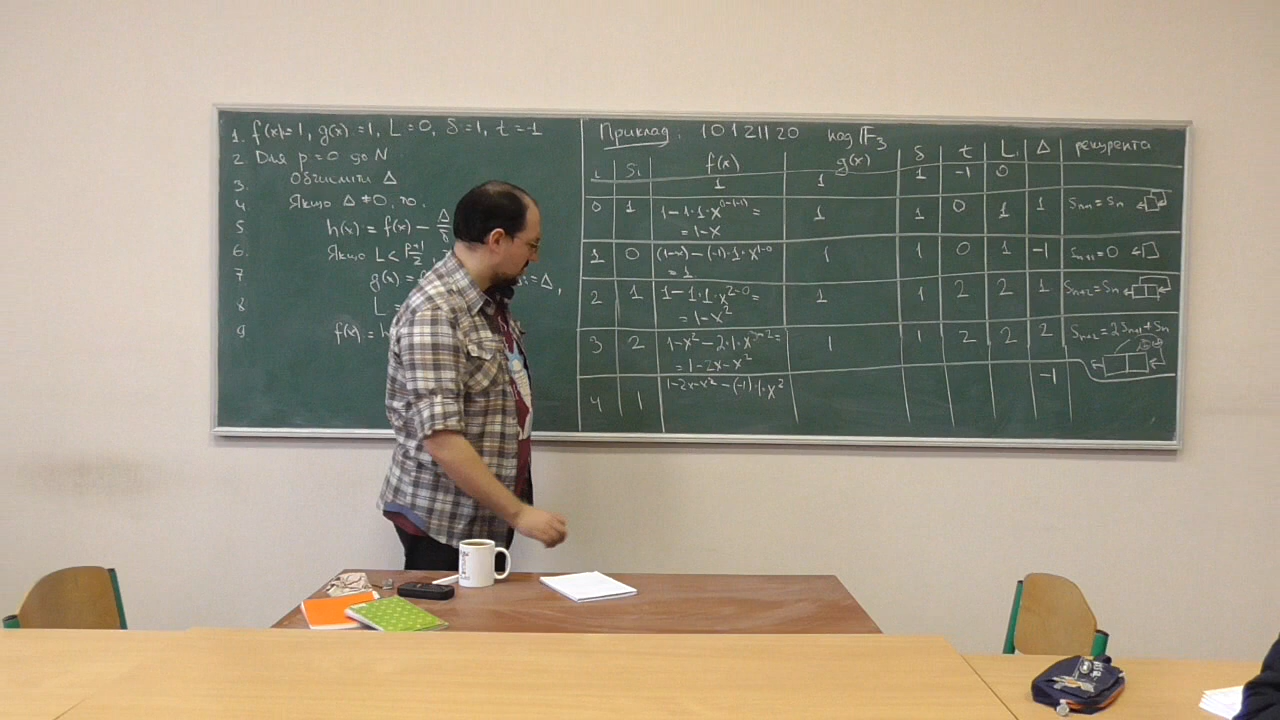 1. f(x)=1, g(x)=1, L=0, δ=1, t=-1
2 Для p=0 до N
3. Обчислити Δ
4. Якщо Δ≠0, то:
5 h(x) = f(x) - Δ
6. Якщо L < p+1/2
7 g(x) = := Δ,
8 L =
9 f(x) = h
Приклад: 10121120 над F3
i Si f(x) g(x) δ t L Δ рекурента
1 1 1 -1 0
0 1 1-1·1·1·x^(0-(-1)) = 1 1 0 1 1 Sn+1=Sn
= 1-x
1 0 (1-x)-(-1)·1·x^(1-0) 1 1 0 1 -1 Sn+1=0
= 1
2 1 1-1·1·x^(2-0) = 1 1 2 2 1 Sn+2=Sn
= 1-x²
3 2 1-x²-2·1·x^(3-2) = 1 1 2 2 2 Sn+2=2Sn+1+Sn
= 1-2x-x²
4 1 1-2x-x²-(-1)·1·x² -1